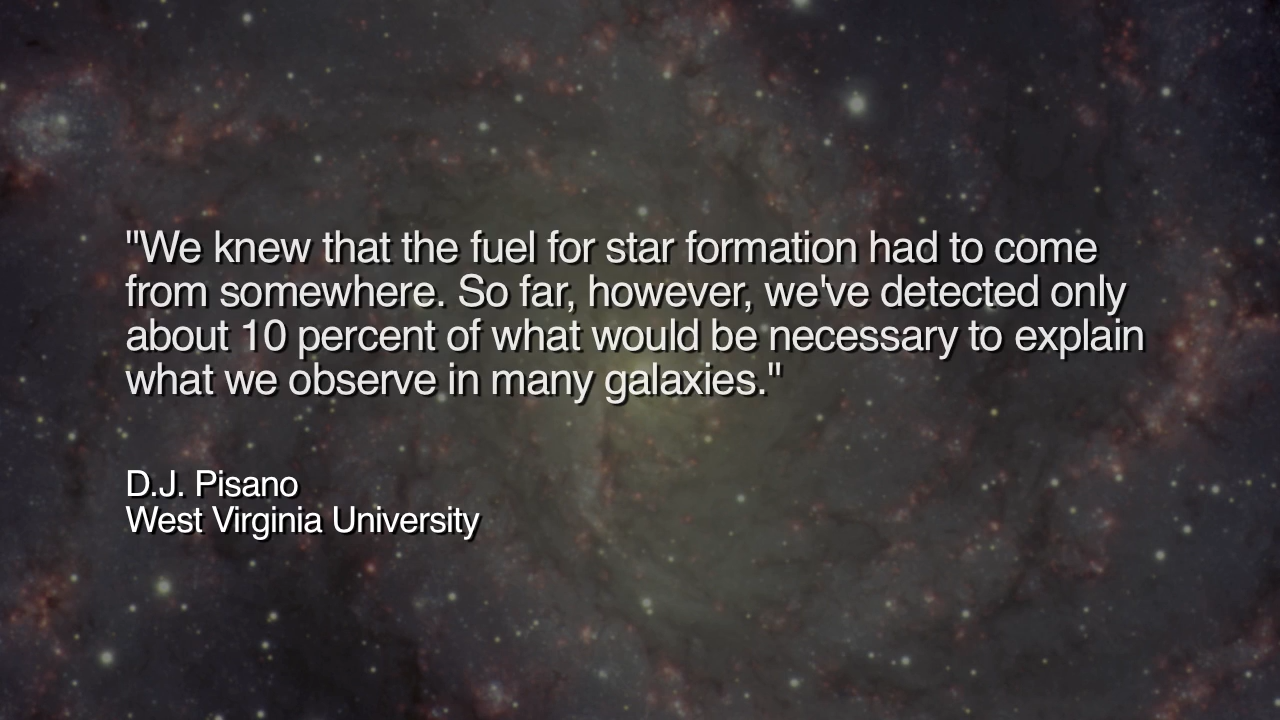 "We knew that the fuel for star formation had to come
from somewhere. So far, however, we've detected only
about 10 percent of what would be necessary to explain
what we observe in many galaxies."
D.J. Pisano
West Virginia University